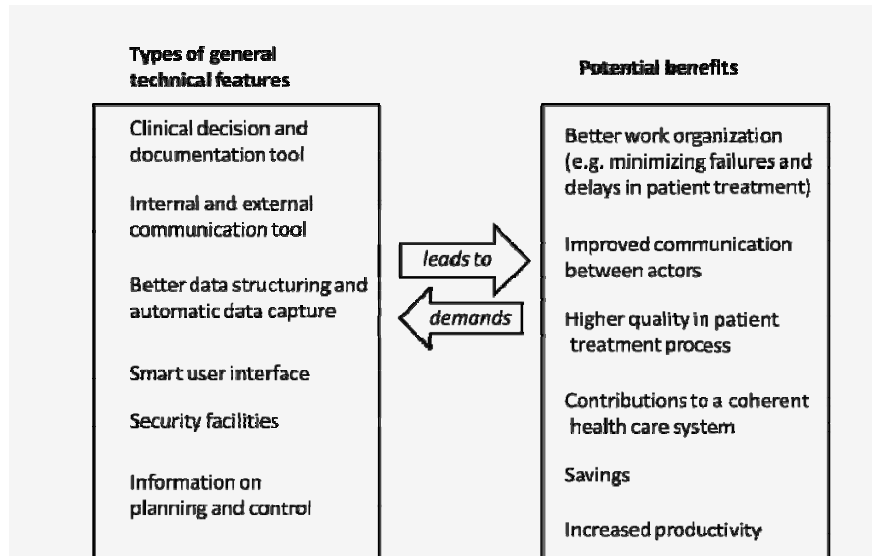 Types of general
technical features
Clinical decision and
documentation tool
Internal and external
communication tool
Better data structuring and
automatic data capture
Smart user interface
Security facilities
Information on
planning and control
leads to
demands
Potential benefits
Better work organization
(e.g. minimizing failures and
delays in patient treatment)
Improved communication
between actors
Higher quality in patient
treatment process
Contributions to a coherent
health care system
Savings
Increased productivity